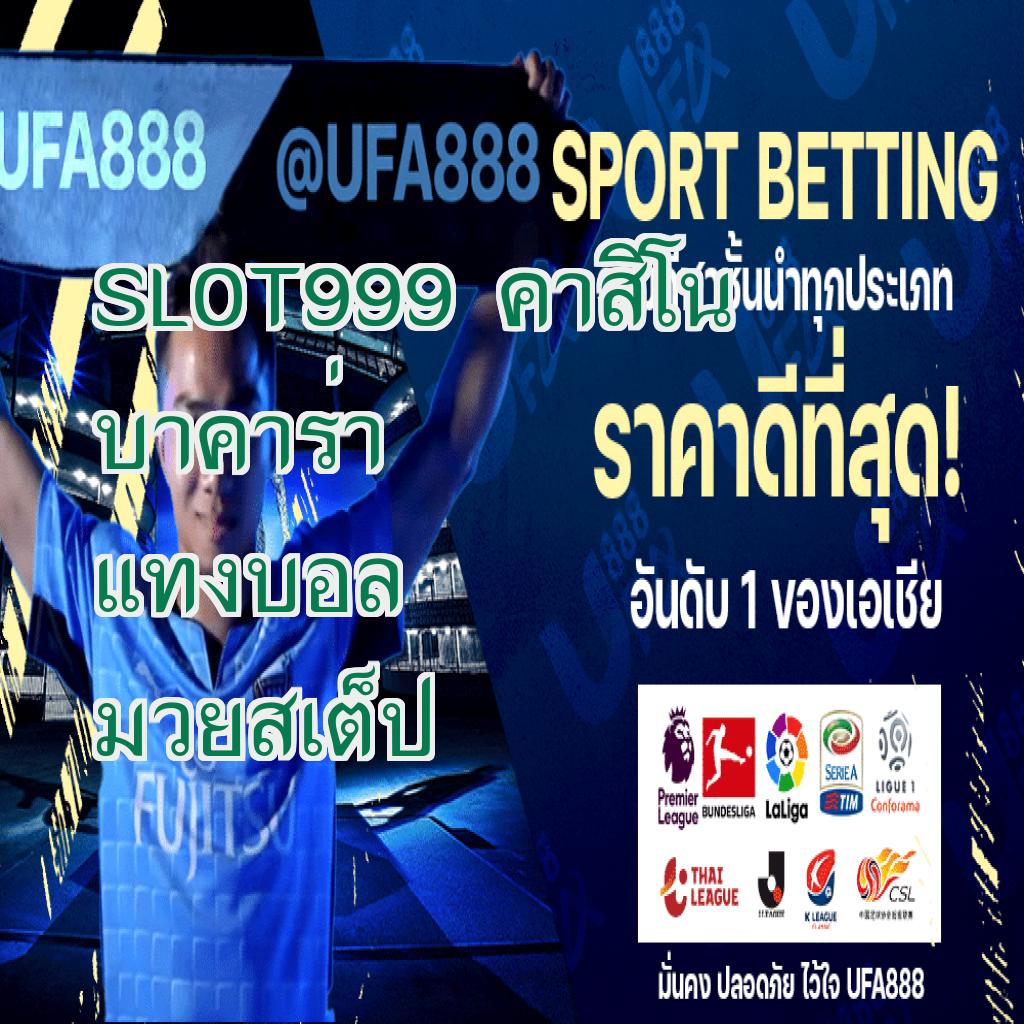 UFA888
@UFA888
SPORT BETTING
ชั้นนำทุกประเภท
SLOT999 คาสิโน
บาคาร่า
แทงบอล
มวยสเต็ป
ราคาดีที่สุด!
อันดับ 1 ของเอเชีย
FUJITSU
Premier
League
BUNDESLIGA
LaLiga
SERIE A
TIM
LIGUE 1
Conforama
THAI
LEAGUE
J.LEAGUE
K LEAGUE
CSL
มั่นคง ปลอดภัย ไว้ใจ UFA888